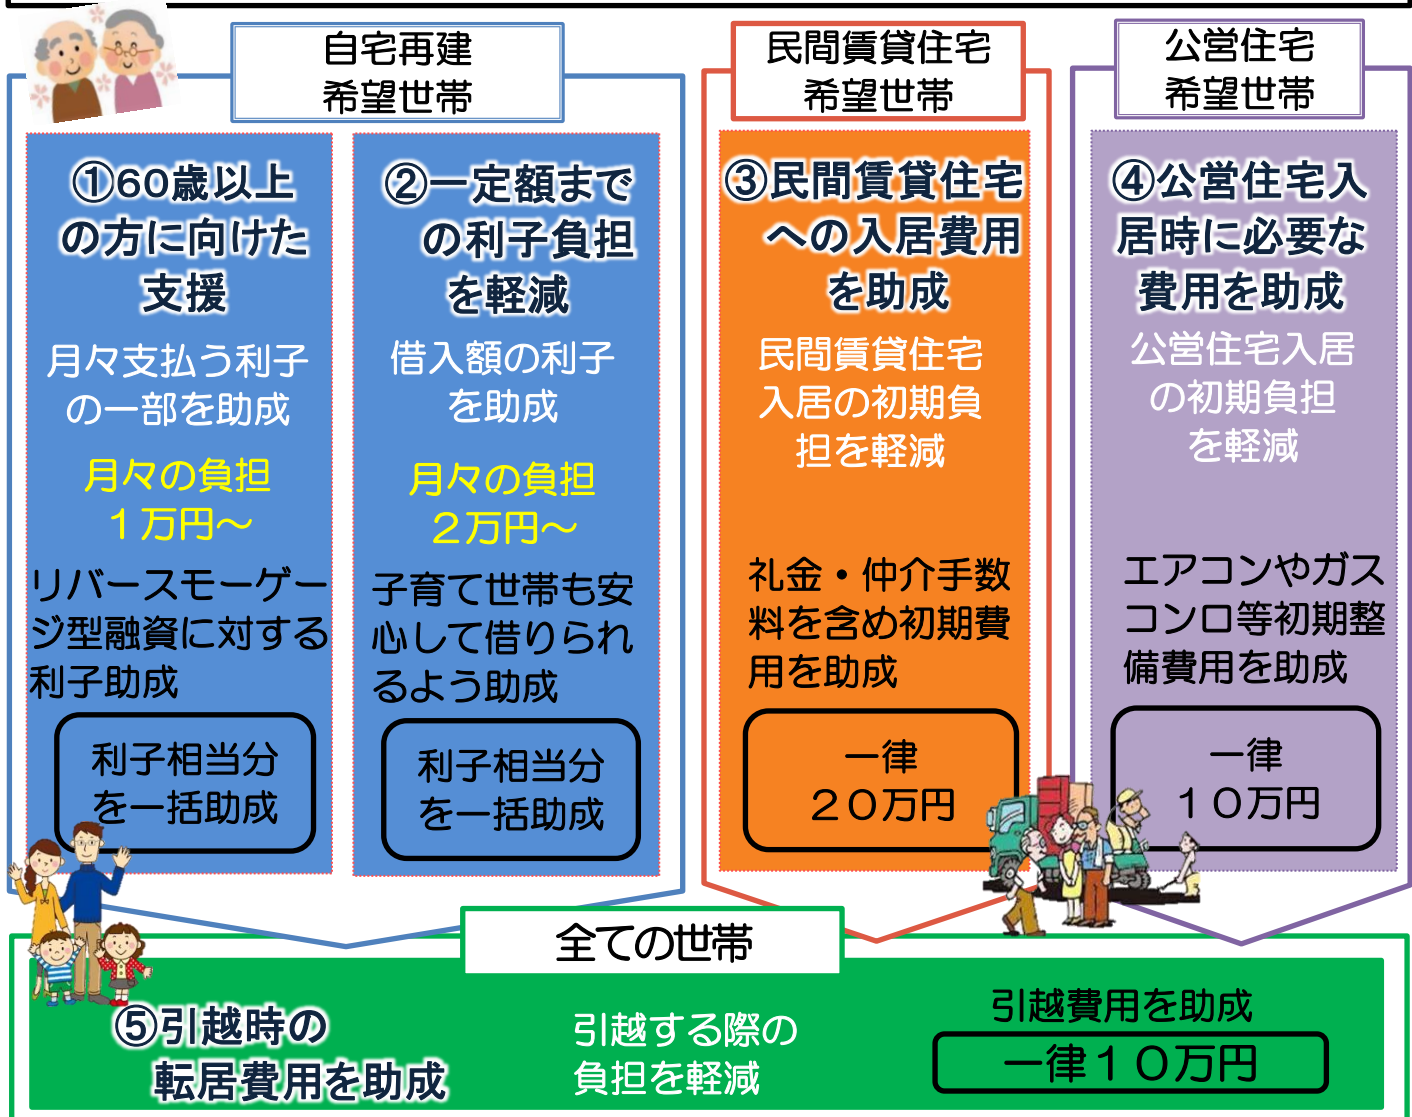 自宅再建
希望世帯
①60歳以上
の方に向けた
支援
月々支払う利子
の一部を助成
月々の負担
１万円～
リバースモーゲー
ジ型融資に対する
利子助成
利子相当分
を一括助成
②一定額まで
の利子負担
を軽減
借入額の利子
を助成
月々の負担
２万円～
子育て世帯も安
心して借りられ
るよう助成
利子相当分
を一括助成
民間賃貸住宅
希望世帯
③民間賃貸住宅
への入居費用
を助成
民間賃貸住宅
入居の初期負
担を軽減
礼金・仲介手数
料を含め初期費
用を助成
一律
２０万円
公営住宅
希望世帯
④公営住宅入
居時に必要な
費用を助成
公営住宅入居
の初期負担
を軽減
エアコンやガス
コンロ等初期整
備費用を助成
一律
１０万円
全ての世帯
⑤引越時の
転居費用を助成
引越する際の
負担を軽減
引越費用を助成
一律１０万円